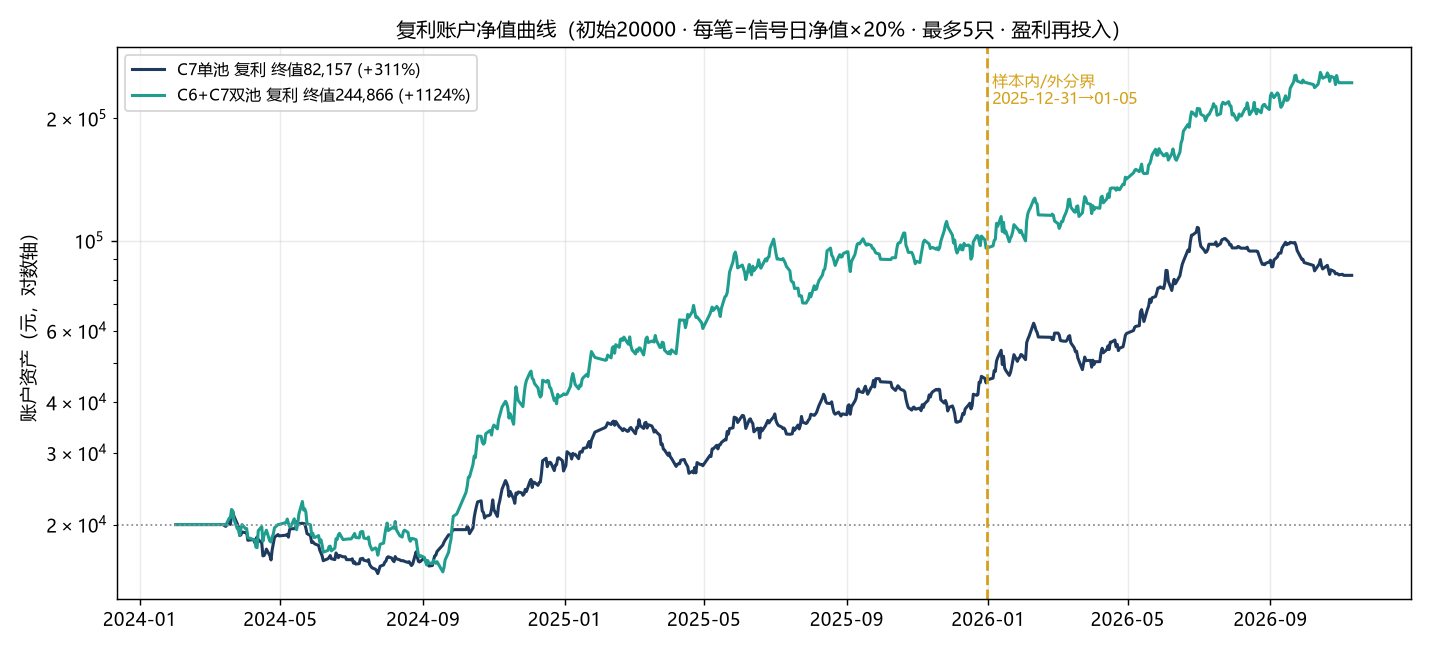 复利账户净值曲线（初始20000 · 每笔=信号日净值×20% · 最多5只 · 盈利再投入）
C7单池 复利 终值82,157 (+311%)
C6+C7双池 复利 终值244,866 (+1124%)
样本内/外分界
2025-12-31→01-05
账户资产（元，对数轴）
2 × 10⁵
10⁵
6 × 10⁴
4 × 10⁴
3 × 10⁴
2 × 10⁴
2024-01 2024-05 2024-09 2025-01 2025-05 2025-09 2026-01 2026-05 2026-09